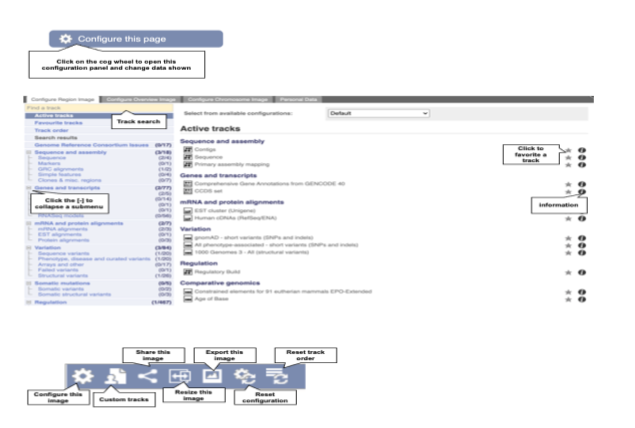 Configure this page
Click on the cog wheel to open this
configuration panel and change data shown
Configure Region Image
Configure Overview Image
Configure Chromosome Image
Personal Data
Find a track
Active tracks
Favourite tracks
Track order
Search results
Track search
Genome Reference Consortium Issues (0/17)
Sequence and assembly (3/18)
Sequence (2/4)
Markers (0/1)
GRC alignments (1/2)
Simple features (0/4)
Clones & misc. regions (0/7)
Genes and transcripts (2/77)
(2/5)
(0/14)
(0/1)
(0/1)
RNASeq models (0/56)
Click the [-] to
collapse a submenu
mRNA and protein alignments (2/7)
mRNA alignments (2/3)
EST alignments (0/1)
Protein alignments (0/3)
Variation (3/84)
Sequence variants
Phenotype, disease and curated variants
Arrays and other (0/17)
Failed variants (0/1)
Structural variants
Somatic mutations (0/5)
Somatic variants (0/2)
Somatic structural variants (0/3)
Regulation
Select from available configurations:
Default
Active tracks
Sequence and assembly
Contigs
Sequence
Primary assembly mapping
Click to
favorite a
track
Genes and transcripts
Comprehensive Gene Annotations from GENCODE 40
CCDS set
Information
mRNA and protein alignments
EST cluster (Unigene)
Human cDNAs (RefSeq/ENA)
Variation
gnomAD - short variants (SNPs and indels)
All phenotype-associated - short variants (SNPs and indels)
1000 Genomes 3 - All (structural variants)
Regulation
Regulatory Build
Comparative genomics
Constrained elements for 91 eutherian mammals EPO-Extended
Age of Base
Share this
image
Export this
image
Reset track
order
Configure this
image
Custom tracks
Resize this
image
Reset
configuration